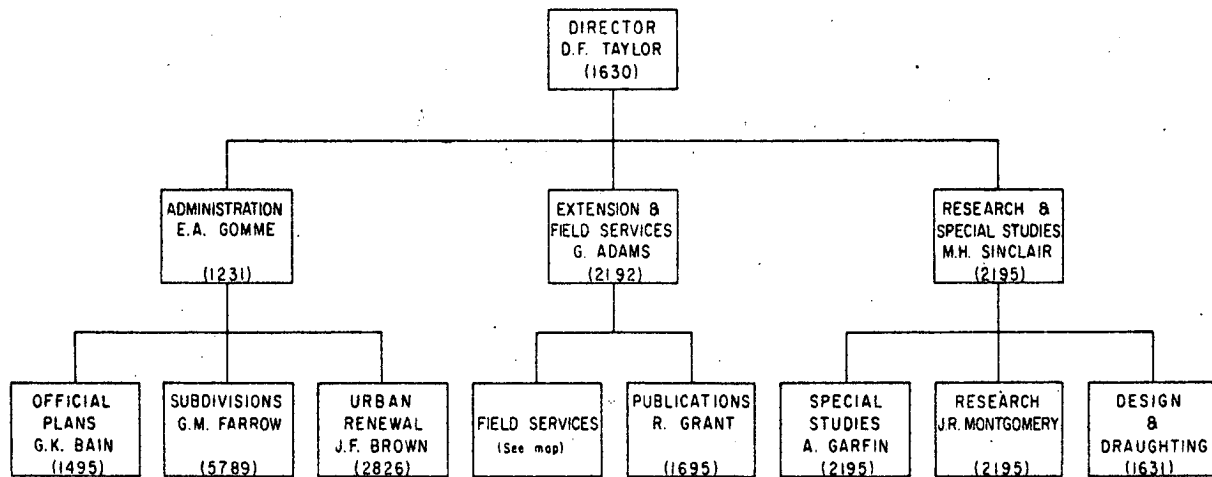 DIRECTOR
D.F. TAYLOR
(1630)
ADMINISTRATION
E.A. GOMME
(1231)
EXTENSION &
FIELD SERVICES
G. ADAMS
(2192)
RESEARCH &
SPECIAL STUDIES
M.H. SINCLAIR
(2195)
OFFICIAL
PLANS
G.K. BAIN
(1495)
SUBDIVISIONS
G.M. FARROW
(5789)
URBAN
RENEWAL
J.F. BROWN
(2826)
FIELD SERVICES
(See map)
PUBLICATIONS
R. GRANT
(1695)
SPECIAL
STUDIES
A. GARFIN
(2195)
RESEARCH
J.R. MONTGOMERY
(2195)
DESIGN
&
DRAUGHTING
(1631)